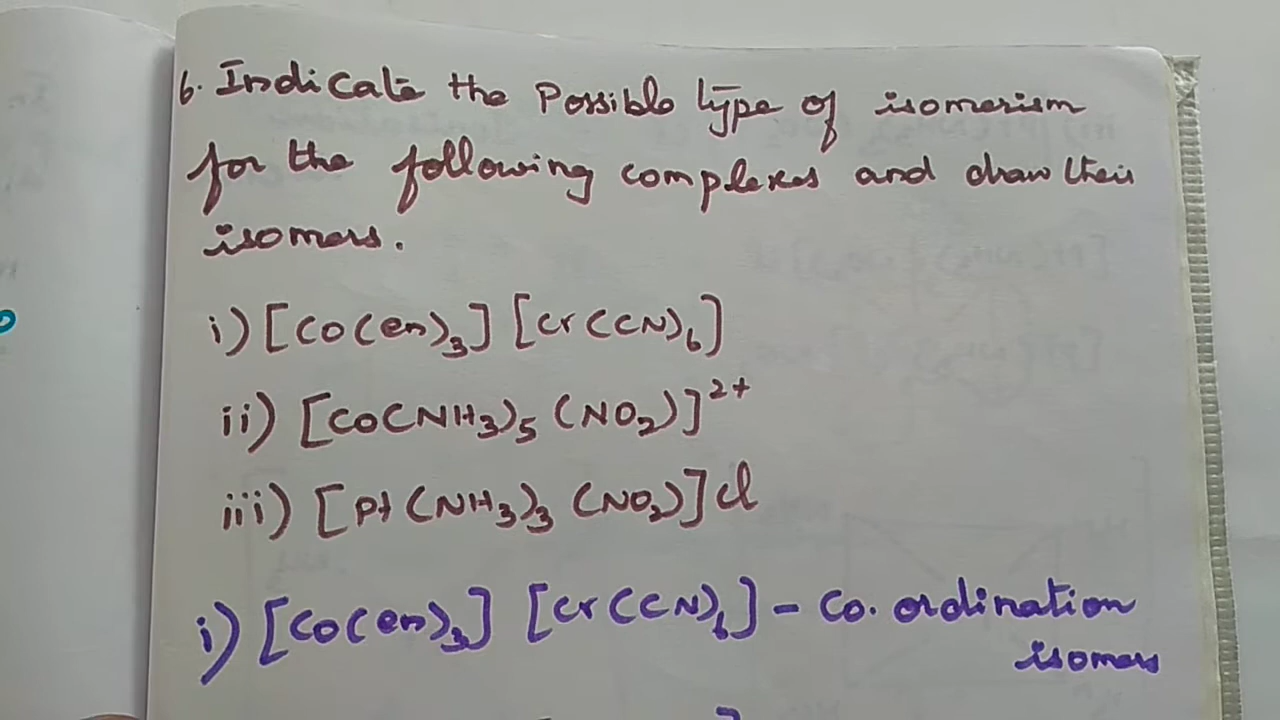 6. Indicate the possible type of isomerism
for the following complexes and draw their
isomers.
i) [Co(en)₃] [Cr(CN)₆]
ii) [Co(NH₃)₅ (NO₂)]²⁺
iii) [Pt (NH₃)₃ (NO₂)] Cl
i) [Co(en)₃] [Cr(CN)₆] - Co. ordination
isomers